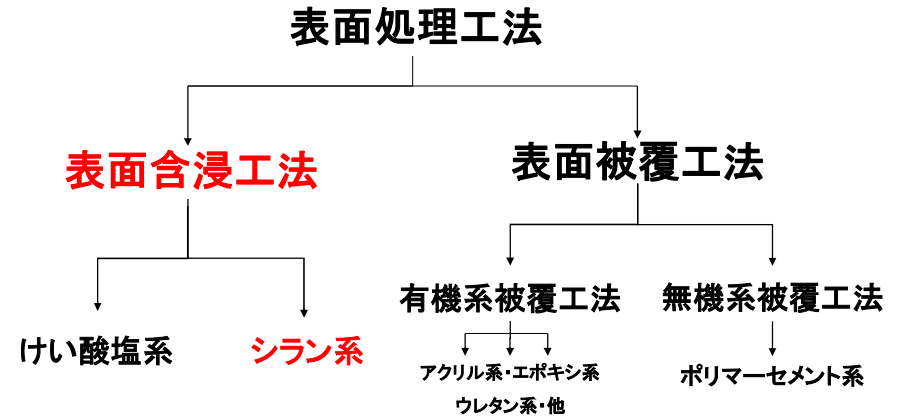 表面処理工法
表面含浸工法
表面被覆工法
有機系被覆工法
無機系被覆工法
けい酸塩系
シラン系
アクリル系・エポキシ系
ウレタン系・他
ポリマーセメント系